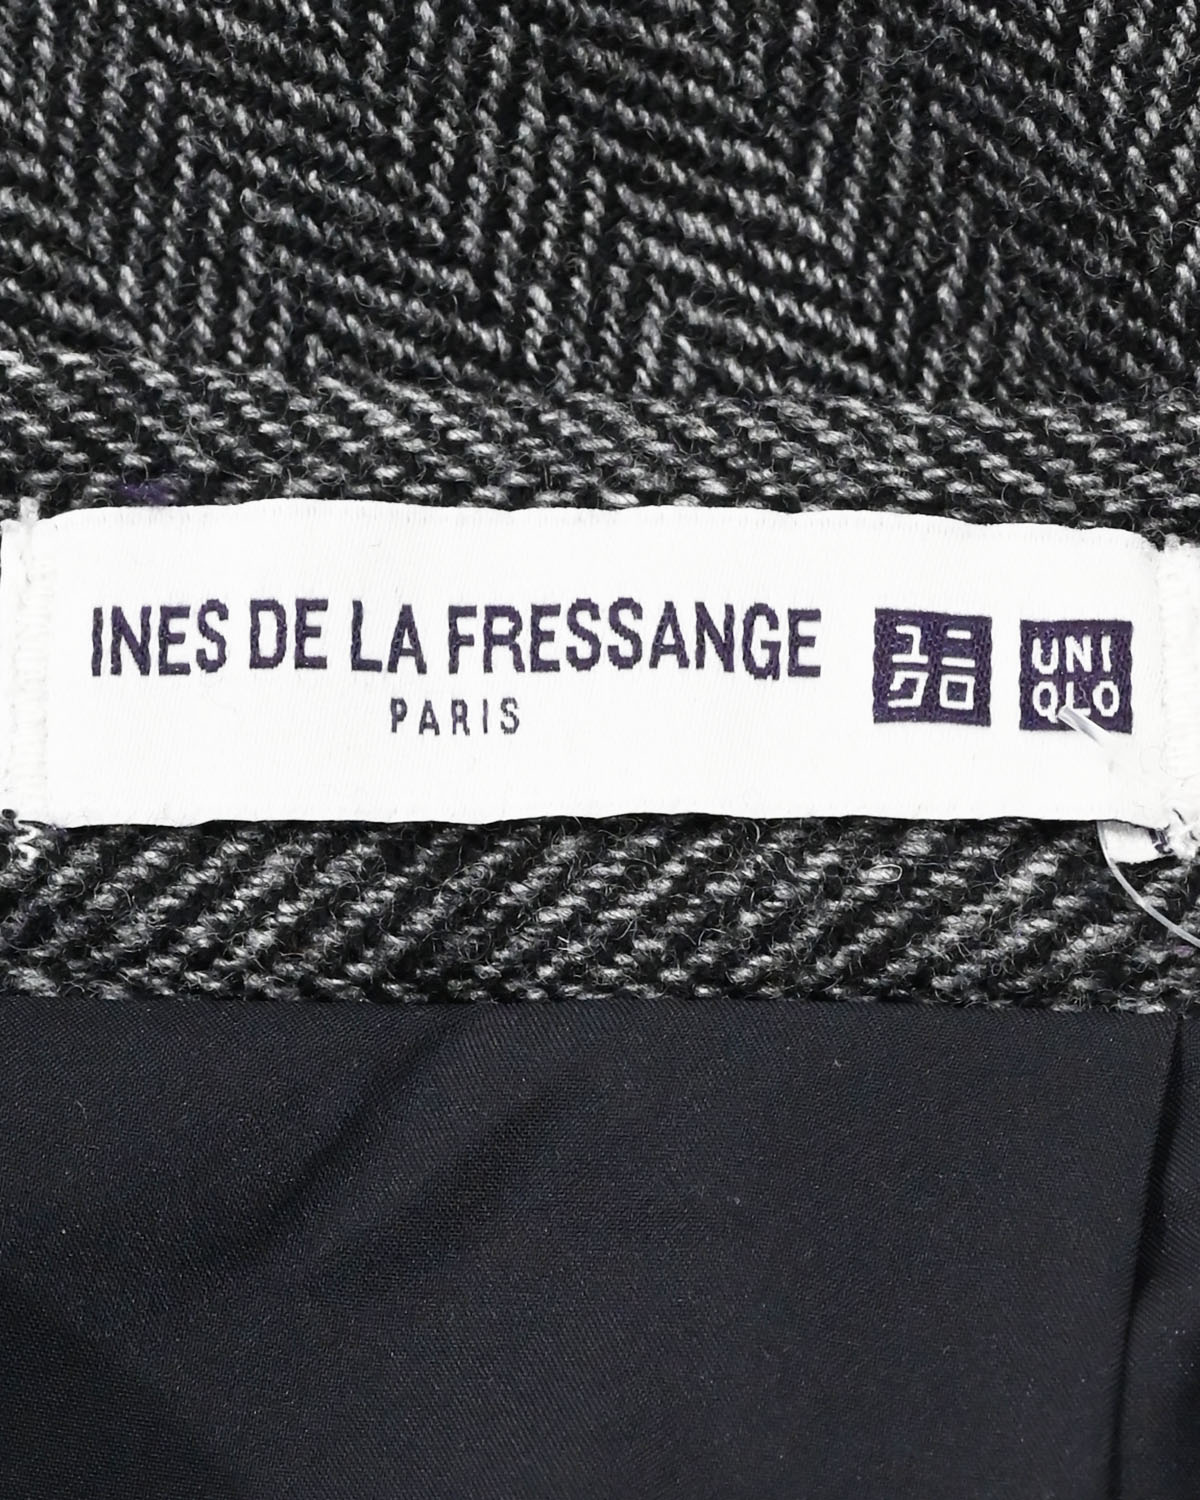 INES DE LA FRESSANGE
PARIS
ユニ
クロ
UNI
QLO